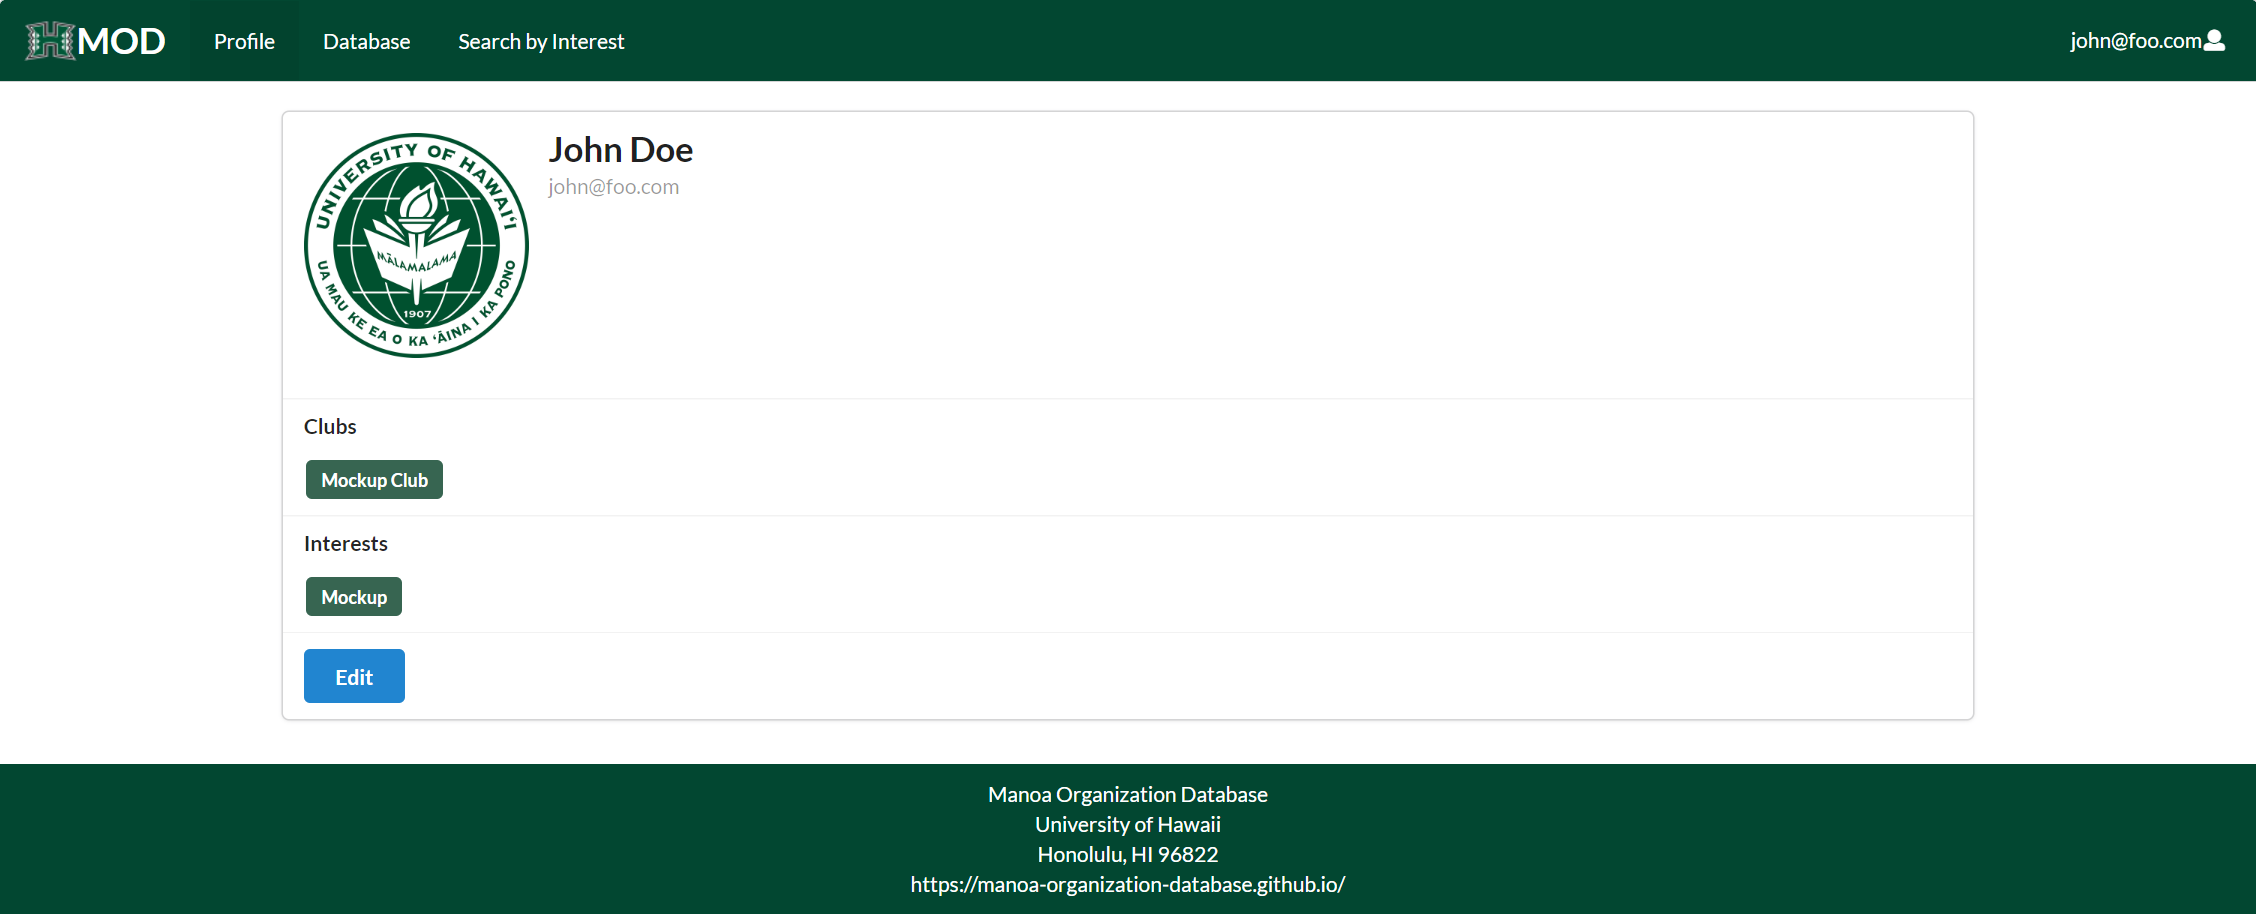 MOD Profile Database Search by Interest john@foo.com
UNIVERSITY OF HAWAIʻI
MĀLAMALAMA
1907
UA MAU KE EA O KA ʻĀINA I KA PONO
John Doe
john@foo.com
Clubs
Mockup Club
Interests
Mockup
Edit
Manoa Organization Database
University of Hawaii
Honolulu, HI 96822
https://manoa-organization-database.github.io/